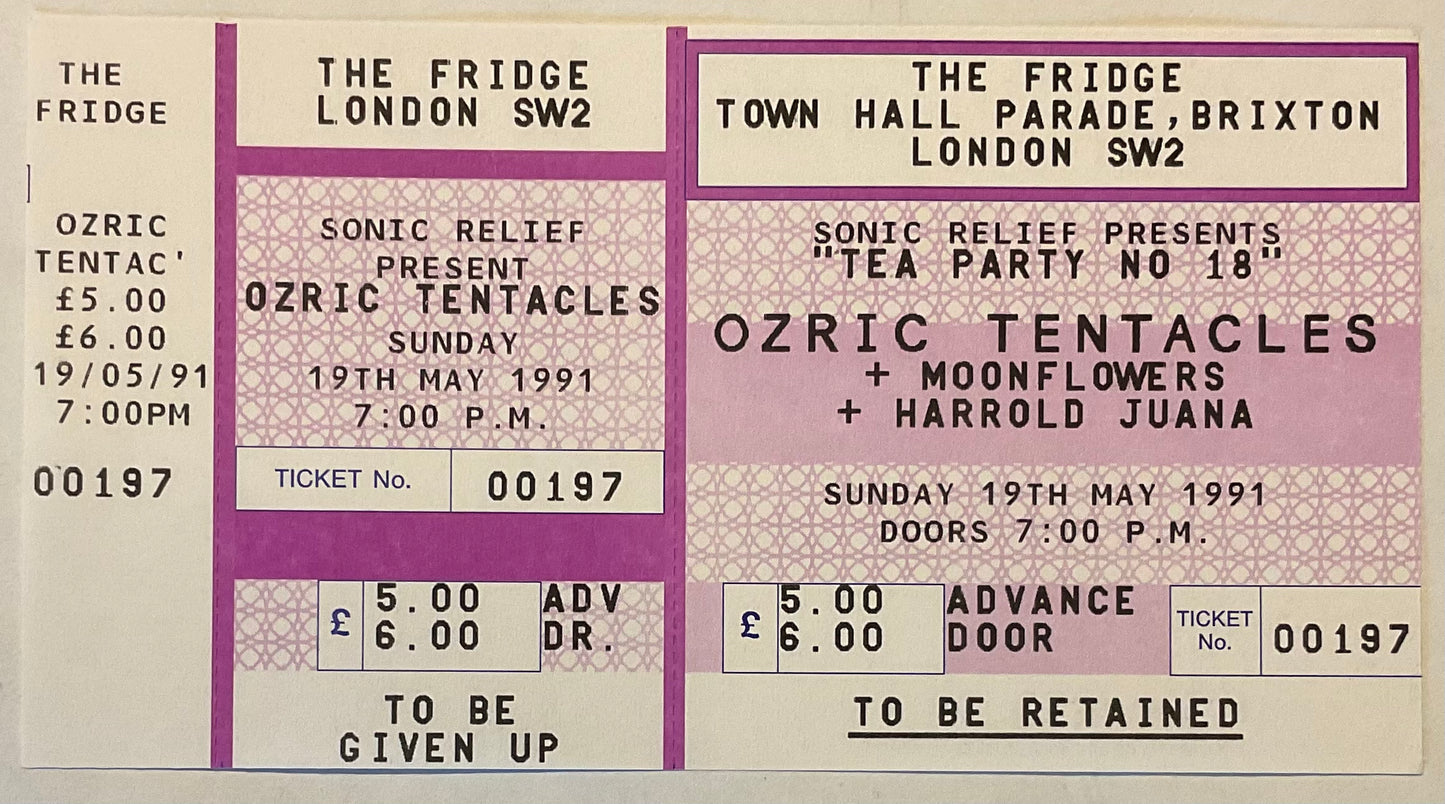 THE
FRIDGE
OZRIC
TENTAC'
£5.00
£6.00
19/05/91
7:00PM
00197
THE FRIDGE
LONDON SW2
SONIC RELIEF
PRESENT
OZRIC TENTACLES
SUNDAY
19TH MAY 1991
7:00 P.M.
TICKET No. 00197
£ 5.00 ADV
6.00 DR.
TO BE
GIVEN UP
THE FRIDGE
TOWN HALL PARADE,BRIXTON
LONDON SW2
SONIC RELIEF PRESENTS
"TEA PARTY NO 18"
OZRIC TENTACLES
+ MOONFLOWERS
+ HARROLD JUANA
SUNDAY 19TH MAY 1991
DOORS 7:00 P.M.
£ 5.00 ADVANCE
6.00 DOOR
TICKET
No. 00197
TO BE RETAINED